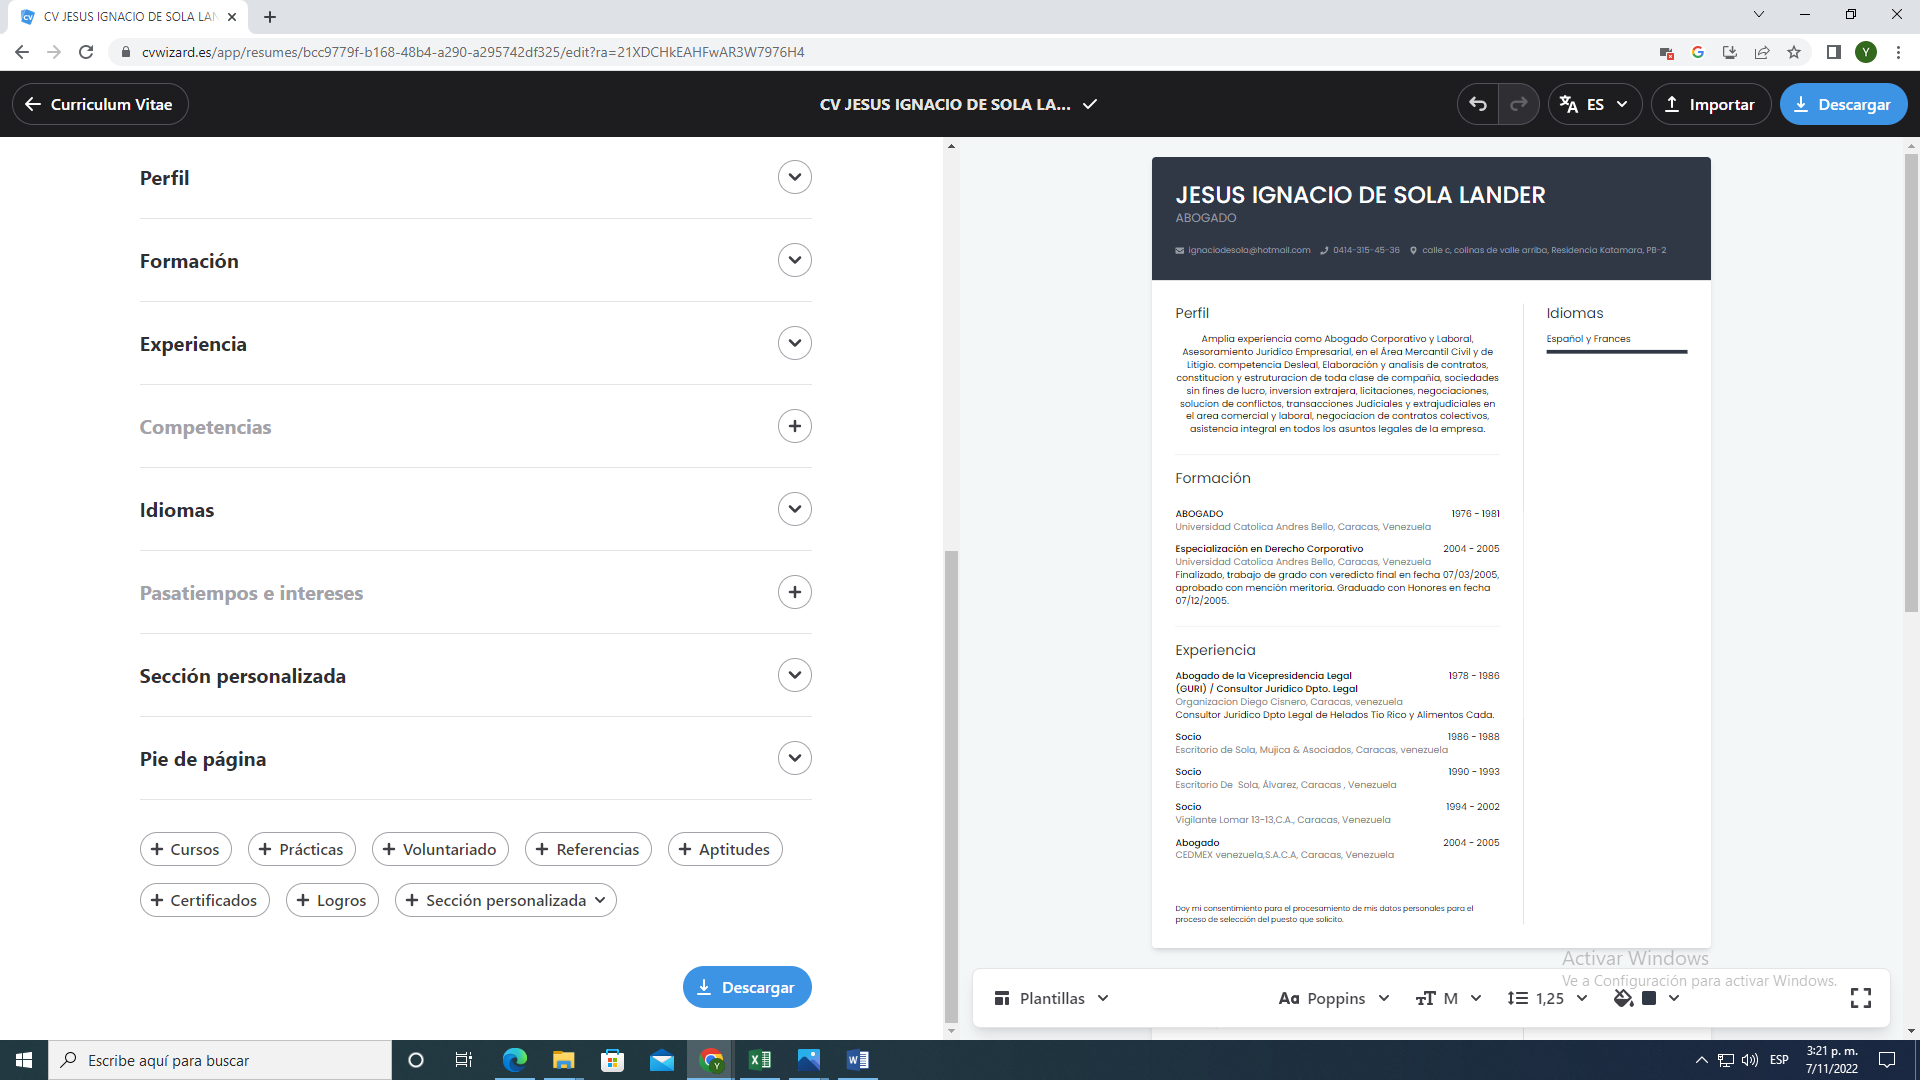 CV JESUS IGNACIO DE SOLA LAN
cvwizard.es/app/resumes/bcc9779f-b168-48b4-a290-a295742df325/edit?ra=21XDCHkEAHFwAR3W7976H4
Y
Curriculum Vitae
CV JESUS IGNACIO DE SOLA LA...
ES
Importar
Descargar
Perfil
Formación
Experiencia
Competencias
Idiomas
Pasatiempos e intereses
Sección personalizada
Pie de página
Cursos
Prácticas
Voluntariado
Referencias
Aptitudes
Certificados
Logros
Sección personalizada
Descargar
JESUS IGNACIO DE SOLA LANDER
ABOGADO
ignaciodesola@hotmail.com 0414-315-45-36 calle c, colinas de valle arriba, Residencia Katamara, PB-2
Perfil
Amplia experiencia como Abogado Corporativo y Laboral,
Asesoramiento Juridico Empresarial, en el Área Mercantil Civil y de
Litigio. competencia Desleal, Elaboración y analisis de contratos,
constitucion y estruturacion de toda clase de compañia, sociedades
sin fines de lucro, inversion extrajera, licitaciones, negociaciones,
solucion de conflictos, transacciones Judiciales y extrajudiciales en
el area comercial y laboral, negociacion de contratos colectivos,
asistencia integral en todos los asuntos legales de la empresa.
Formación
ABOGADO 1976 - 1981
Universidad Catolica Andres Bello, Caracas, Venezuela
Especialización en Derecho Corporativo 2004 - 2005
Universidad Catolica Andres Bello, Caracas, Venezuela
Finalizado, trabajo de grado con veredicto final en fecha 07/03/2005,
aprobado con mención meritoria. Graduado con Honores en fecha
07/12/2005.
Experiencia
Abogado de la Vicepresidencia Legal 1978 - 1986
(GURI) / Consultor Juridico Dpto. Legal
Organizacion Diego Cisnero, Caracas, venezuela
Consultor Juridico Dpto Legal de Helados Tio Rico y Alimentos Cada.
Socio 1986 - 1988
Escritorio de Sola, Mujica & Asociados, Caracas, venezuela
Socio 1990 - 1993
Escritorio De  Sola, Álvarez, Caracas , Venezuela
Socio 1994 - 2002
Vigilante Lomar 13-13,C.A., Caracas, Venezuela
Abogado 2004 - 2005
CEDMEX venezuela,S.A.C.A, Caracas, Venezuela
Doy mi consentimiento para el procesamiento de mis datos personales para el
proceso de selección del puesto que solicito.
Idiomas
Español y Frances
Activar Windows
Ve a Configuración para activar Windows.
Plantillas
Aa Poppins
M
1,25
Escribe aquí para buscar
ESP
3:21 p. m.
7/11/2022